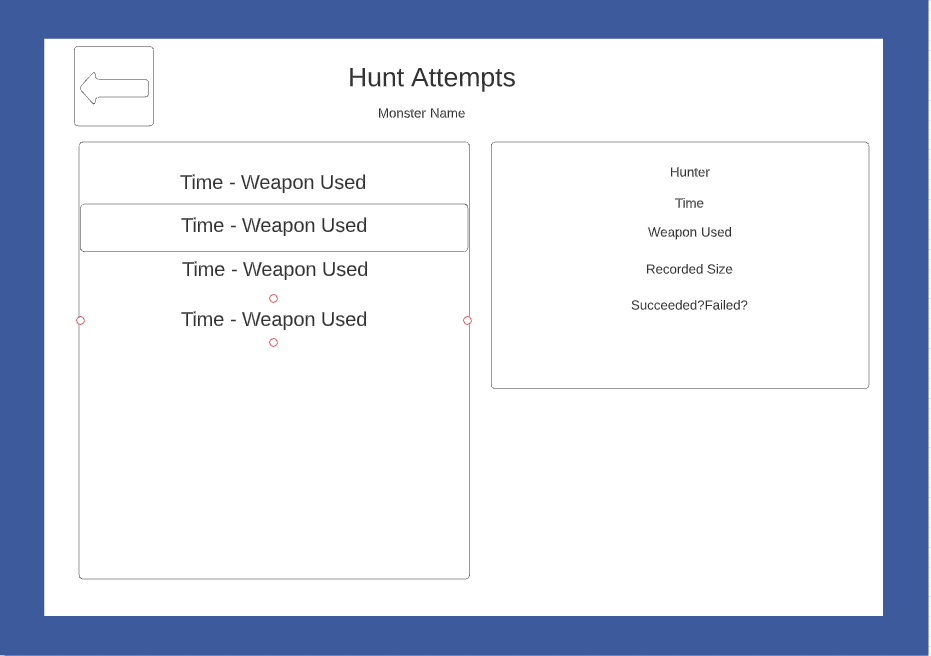 Hunt Attempts
Monster Name
Time - Weapon Used
Time - Weapon Used
Time - Weapon Used
Time - Weapon Used
Hunter
Time
Weapon Used
Recorded Size
Succeeded?Failed?